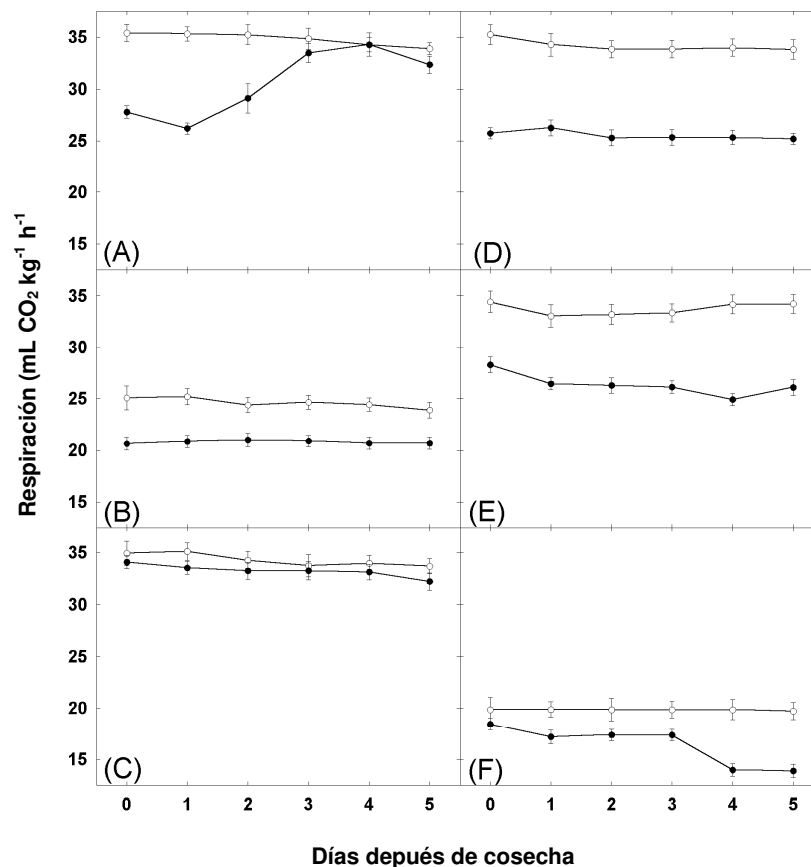 35
30
25
20
15
(A)
(D)
Respiración (mL CO₂ kg⁻¹ h⁻¹
35
30
25
20
15
(B)
(E)
35
30
25
20
15
(C)
(F)
0 1 2 3 4 5 0 1 2 3 4 5
Días depués de cosecha